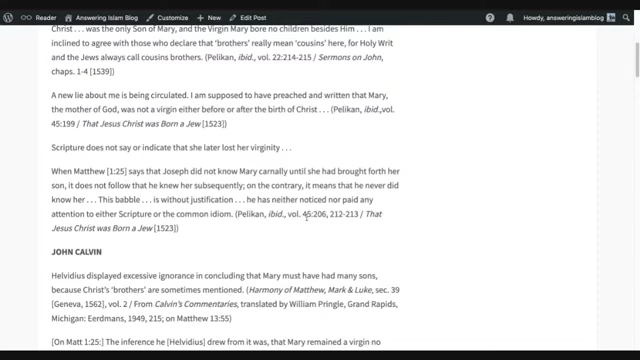 Reader
Answering Islam Blog
Customize
New
Edit Post
Howdy, answeringislamblog
Christ . . . was the only Son of Mary, and the Virgin Mary bore no children besides Him . . . I am
inclined to agree with those who declare that 'brothers' really mean 'cousins' here, for Holy Writ
and the Jews always call cousins brothers. (Pelikan, ibid., vol. 22:214-215 / Sermons on John,
chaps. 1-4 [1539])
A new lie about me is being circulated. I am supposed to have preached and written that Mary,
the mother of God, was not a virgin either before or after the birth of Christ . . . (Pelikan, ibid.,vol.
45:199 / That Jesus Christ was Born a Jew [1523])
Scripture does not say or indicate that she later lost her virginity . . .
When Matthew [1:25] says that Joseph did not know Mary carnally until she had brought forth her
son, it does not follow that he knew her subsequently; on the contrary, it means that he never did
know her . . . This babble . . . is without justification . . . he has neither noticed nor paid any
attention to either Scripture or the common idiom. (Pelikan, ibid., vol. 45:206, 212-213 / That
Jesus Christ was Born a Jew [1523])
JOHN CALVIN
Helvidius displayed excessive ignorance in concluding that Mary must have had many sons,
because Christ's 'brothers' are sometimes mentioned. (Harmony of Matthew, Mark & Luke, sec. 39
[Geneva, 1562], vol. 2 / From Calvin's Commentaries, translated by William Pringle, Grand Rapids,
Michigan: Eerdmans, 1949, 215; on Matthew 13:55)
[On Matt 1:25:] The inference he [Helvidius] drew from it was, that Mary remained a virgin no